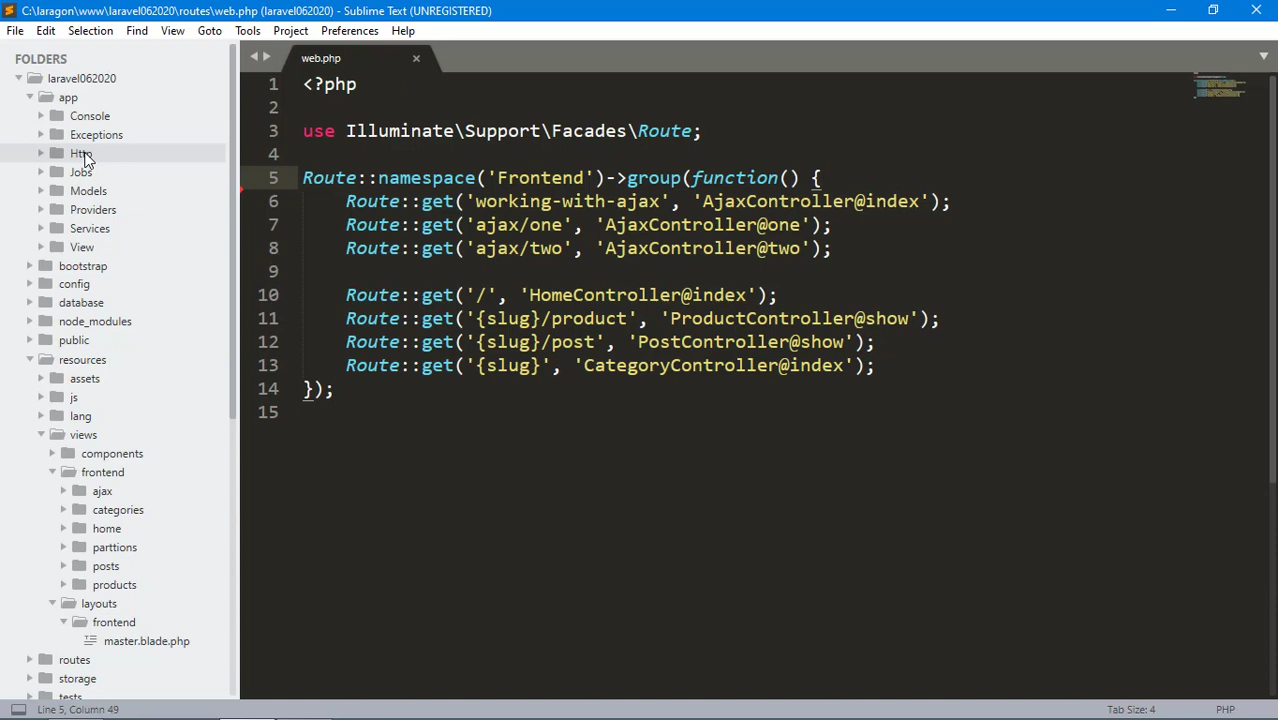 C:\laragon\www\laravel062020\routes\web.php (laravel062020) - Sublime Text (UNREGISTERED)
File Edit Selection Find View Goto Tools Project Preferences Help
FOLDERS
laravel062020
app
Console
Exceptions
Http
Jobs
Models
Providers
Services
View
bootstrap
config
database
node_modules
public
resources
assets
js
lang
views
components
frontend
ajax
categories
home
parttions
posts
products
layouts
frontend
master.blade.php
routes
storage
tests
web.php
1 <?php
2
3 use Illuminate\Support\Facades\Route;
4
5 Route::namespace('Frontend')->group(function() {
6     Route::get('working-with-ajax', 'AjaxController@index');
7     Route::get('ajax/one', 'AjaxController@one');
8     Route::get('ajax/two', 'AjaxController@two');
9
10     Route::get('/', 'HomeController@index');
11     Route::get('{slug}/product', 'ProductController@show');
12     Route::get('{slug}/post', 'PostController@show');
13     Route::get('{slug}', 'CategoryController@index');
14 });
15
Line 5, Column 49 Tab Size: 4 PHP